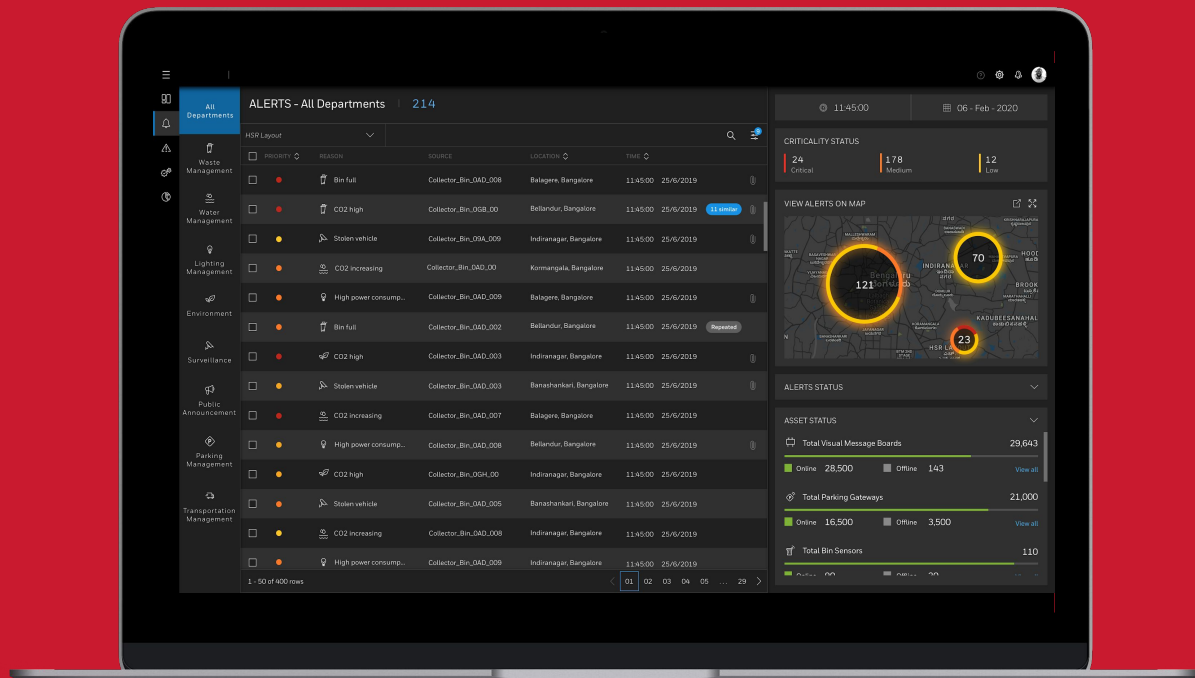 11:45:00
06 - Feb - 2020
All
Departments
ALERTS - All Departments
214
HSR Layout
9
CRITICALITY STATUS
24
Critical
178
Medium
12
Low
PRIORITY REASON SOURCE LOCATION TIME
Waste
Management
Water
Management
Lighting
Management
Environment
Surveillance
Public
Announcement
Parking
Management
Transportation
Management
Bin full Collector_Bin_0AD_008 Balagere, Bangalore 11:45:00 25/6/2019
CO2 high Collector_Bin_0GB_00 Bellandur, Bangalore 11:45:00 25/6/2019 11 similar
Stolen vehicle Collector_Bin_09A_009 Indiranagar, Bangalore 11:45:00 25/6/2019
CO2 increasing Collector_Bin_0AD_00 Kormangala, Bangalore 11:45:00 25/6/2019
High power consump... Collector_Bin_0AD_009 Balagere, Bangalore 11:45:00 25/6/2019
Bin full Collector_Bin_0AD_002 Bellandur, Bangalore 11:45:00 25/6/2019 Repeated
CO2 high Collector_Bin_0AD_003 Indiranagar, Bangalore 11:45:00 25/6/2019
Stolen vehicle Collector_Bin_0AD_003 Banashankari, Bangalore 11:45:00 25/6/2019
CO2 increasing Collector_Bin_0AD_007 Balagere, Bangalore 11:45:00 25/6/2019
High power consump... Collector_Bin_0AD_008 Bellandur, Bangalore 11:45:00 25/6/2019
CO2 high Collector_Bin_0GH_00 Indiranagar, Bangalore 11:45:00 25/6/2019
Stolen vehicle Collector_Bin_0AD_005 Banashankari, Bangalore 11:45:00 25/6/2019
CO2 increasing Collector_Bin_0AD_008 Indiranagar, Bangalore 11:45:00 25/6/2019
High power consump... Collector_Bin_0AD_009 Indiranagar, Bangalore 11:45:00 25/6/2019
1 - 50 of 400 rows
01 02 03 04 05 ... 29
VIEW ALERTS ON MAP
MALLESHWARAM
INDIRANA
HOOD
BROOK
KADUBEESANAHAL
HSR LA
Bengaluru
121
70
23
ALERTS STATUS
ASSET STATUS
Total Visual Message Boards 29,643
Online 28,500 Offline 143 View all
Total Parking Gateways 21,000
Online 16,500 Offline 3,500 View all
Total Bin Sensors 110
Online 90 Offline 20